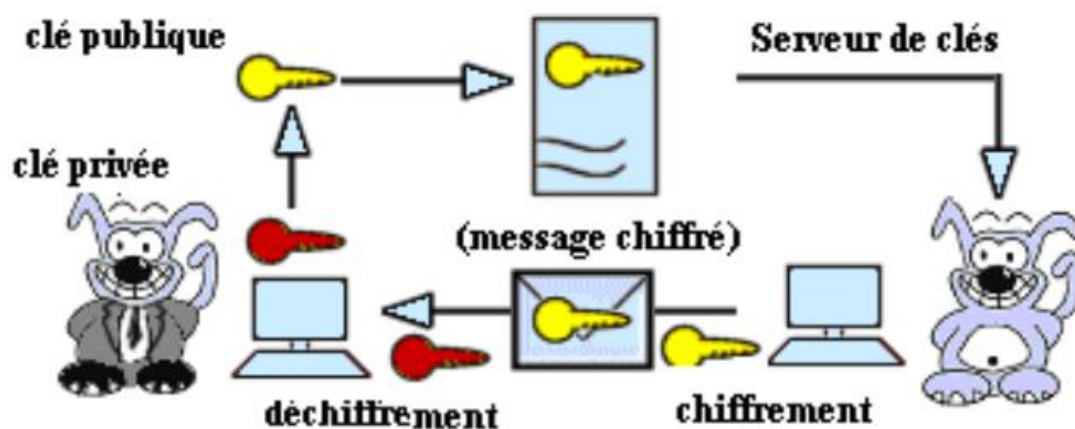 clé publique
Serveur de clés
clé privée
(message chiffré)
déchiffrement
chiffrement